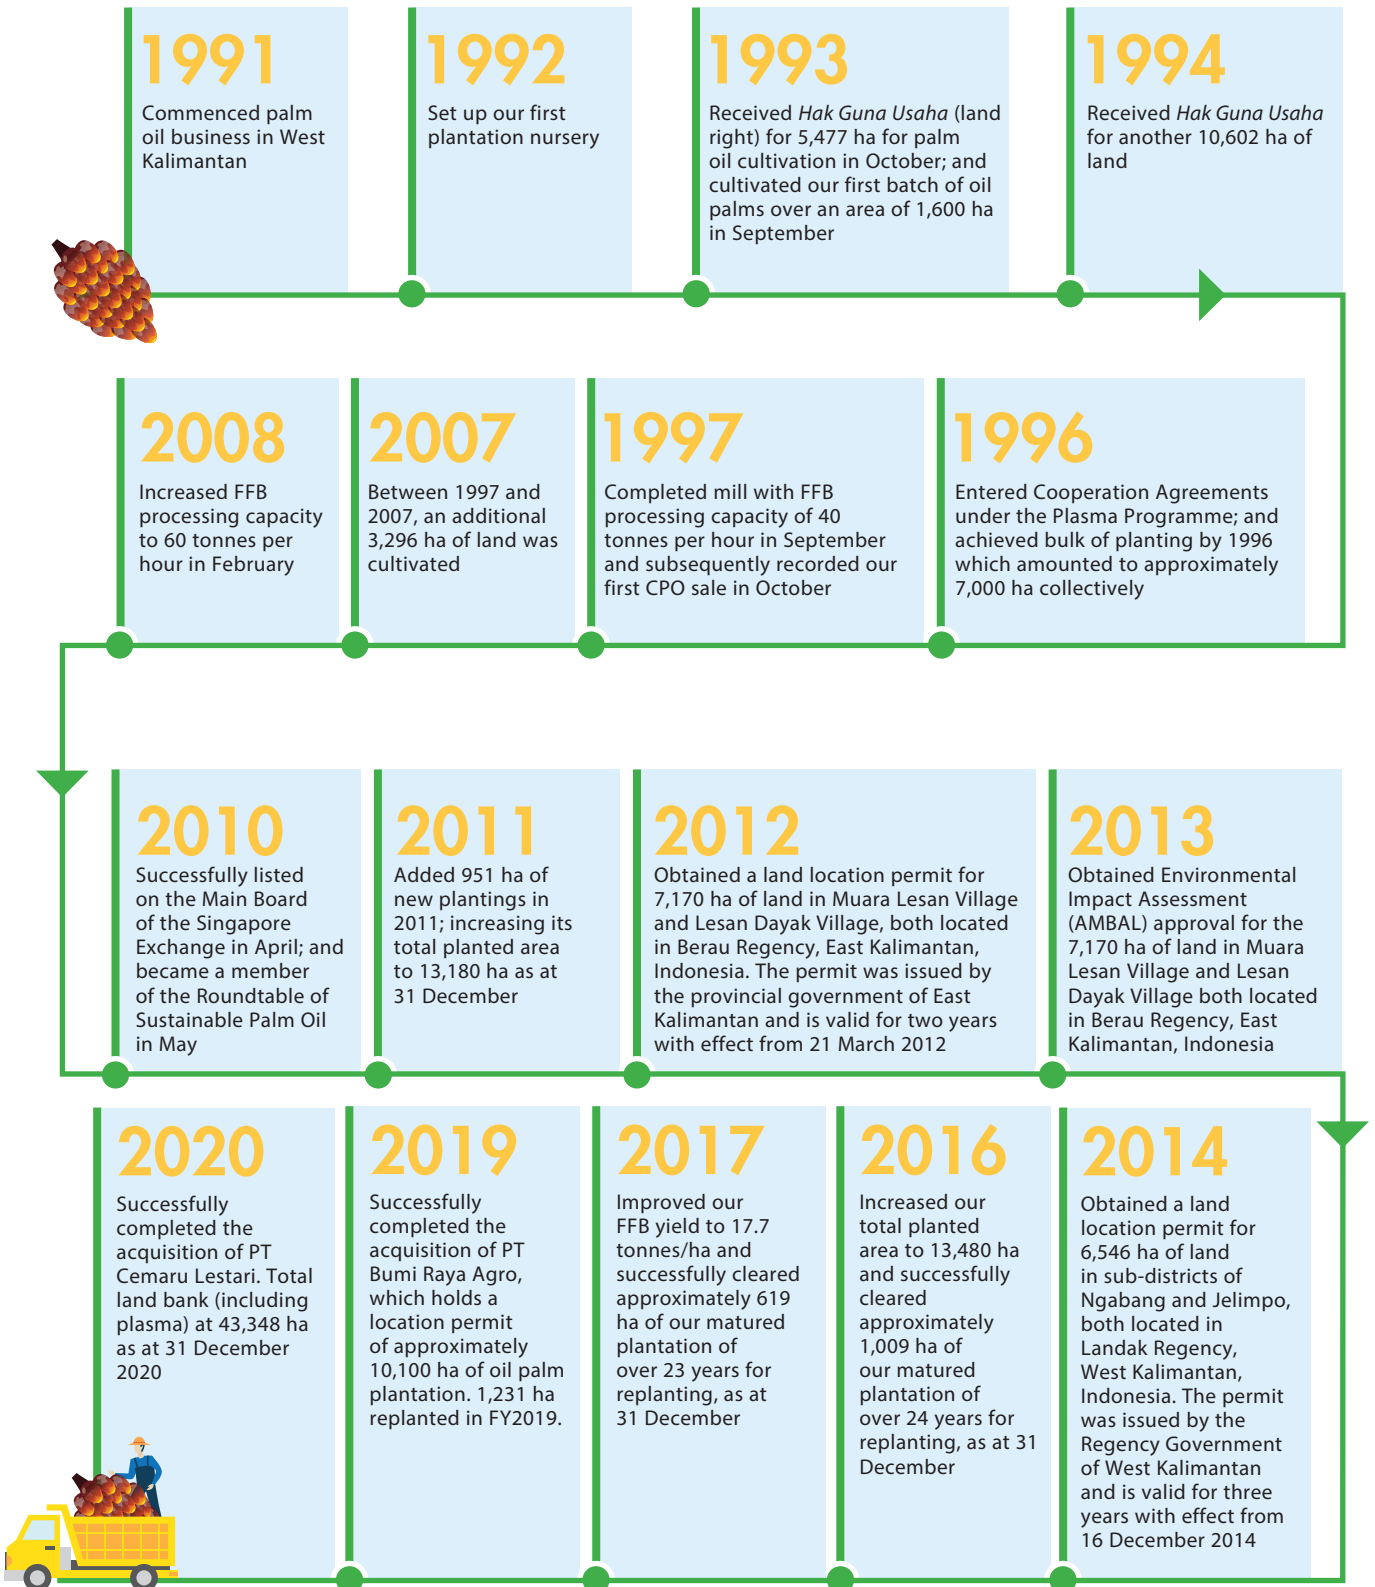 1991
Commenced palm
oil business in West
Kalimantan
1992
Set up our first
plantation nursery
1993
Received Hak Guna Usaha (land
right) for 5,477 ha for palm
oil cultivation in October; and
cultivated our first batch of oil
palms over an area of 1,600 ha
in September
1994
Received Hak Guna Usaha
for another 10,602 ha of
land
2008
Increased FFB
processing capacity
to 60 tonnes per
hour in February
2007
Between 1997 and
2007, an additional
3,296 ha of land was
cultivated
1997
Completed mill with FFB
processing capacity of 40
tonnes per hour in September
and subsequently recorded our
first CPO sale in October
1996
Entered Cooperation Agreements
under the Plasma Programme; and
achieved bulk of planting by 1996
which amounted to approximately
7,000 ha collectively
2010
Successfully listed
on the Main Board
of the Singapore
Exchange in April; and
became a member
of the Roundtable of
Sustainable Palm Oil
in May
2011
Added 951 ha of
new plantings in
2011; increasing its
total planted area
to 13,180 ha as at
31 December
2012
Obtained a land location permit for
7,170 ha of land in Muara Lesan Village
and Lesan Dayak Village, both located
in Berau Regency, East Kalimantan,
Indonesia. The permit was issued by
the provincial government of East
Kalimantan and is valid for two years
with effect from 21 March 2012
2013
Obtained Environmental
Impact Assessment
(AMBAL) approval for the
7,170 ha of land in Muara
Lesan Village and Lesan
Dayak Village both located
in Berau Regency, East
Kalimantan, Indonesia
2020
Successfully
completed the
acquisition of PT
Cemaru Lestari. Total
land bank (including
plasma) at 43,348 ha
as at 31 December
2020
2019
Successfully
completed the
acquisition of PT
Bumi Raya Agro,
which holds a
location permit
of approximately
10,100 ha of oil palm
plantation. 1,231 ha
replanted in FY2019.
2017
Improved our
FFB yield to 17.7
tonnes/ha and
successfully cleared
approximately 619
ha of our matured
plantation of
over 23 years for
replanting, as at
31 December
2016
Increased our
total planted
area to 13,480 ha
and successfully
cleared
approximately
1,009 ha of
our matured
plantation of
over 24 years for
replanting, as at 31
December
2014
Obtained a land
location permit for
6,546 ha of land
in sub-districts of
Ngabang and Jelimpo,
both located in
Landak Regency,
West Kalimantan,
Indonesia. The permit
was issued by the
Regency Government
of West Kalimantan
and is valid for three
years with effect from
16 December 2014